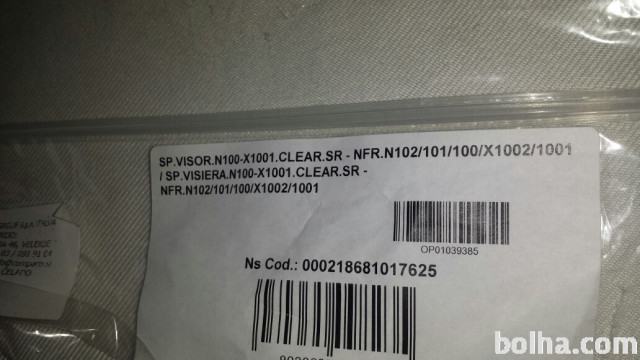 SP.VISOR.N100-X1001.CLEAR.SR - NFR.N102/101/100/X1002/1001
/ SP.VISIERA.N100-X1001.CLEAR.SR -
NFR.N102/101/100/X1002/1001
OP01039385
Ns Cod.: 000218681017625
bolha.com